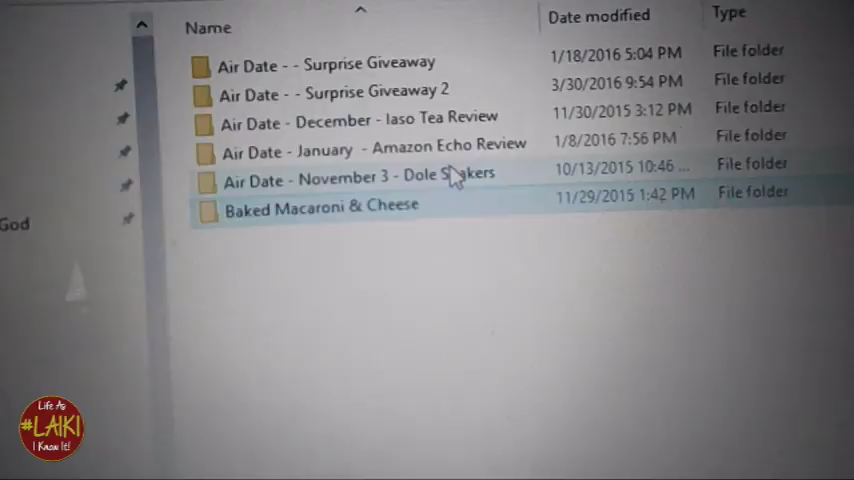 Name Date modified Type
Air Date - - Surprise Giveaway 1/18/2016 5:04 PM File folder
Air Date - - Surprise Giveaway 2 3/30/2016 9:54 PM File folder
Air Date - December - Iaso Tea Review 11/30/2015 3:12 PM File folder
Air Date - January - Amazon Echo Review 1/8/2016 7:56 PM File folder
Air Date - November 3 - Dole Shakers 10/13/2015 10:46 ... File folder
Baked Macaroni & Cheese 11/29/2015 1:42 PM File folder
God
Life As
#LAIKI
I Know It!